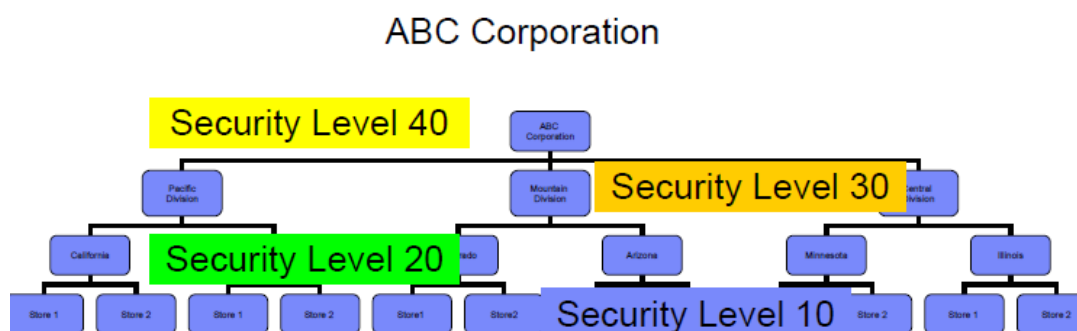 ABC Corporation
Security Level 40
ABC
Corporation
Pacific
Division
Mountain
Division
Security Level 30
Division
California
Security Level 20
Arizona
Minnesota
Illinois
Store 1
Store 2
Store 1
Store 2
Store1
Store2
Security Level 10
Store 2
Store 1
Store 2